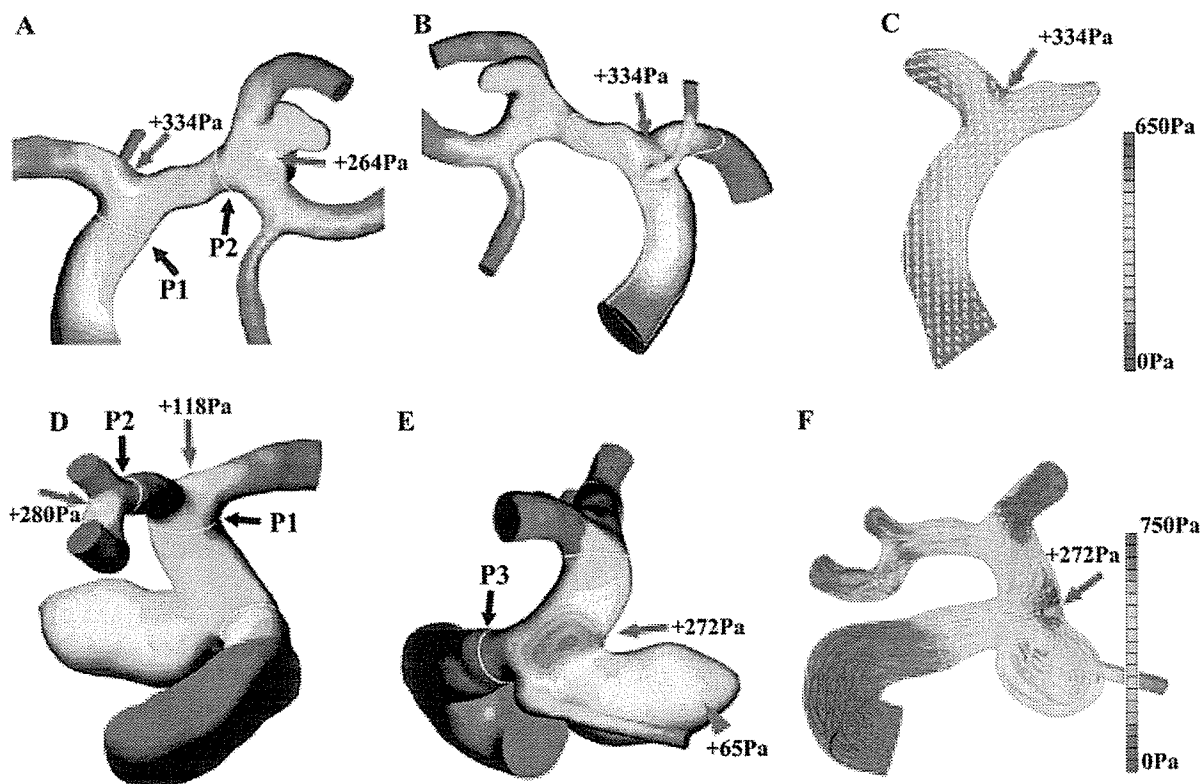 A
B
C
+334Pa
+334Pa
+334Pa
+264Pa
650Pa
P2
P1
0Pa
D
P2
+118Pa
E
F
+280Pa
P1
P3
750Pa
+272Pa
+272Pa
+65Pa
0Pa